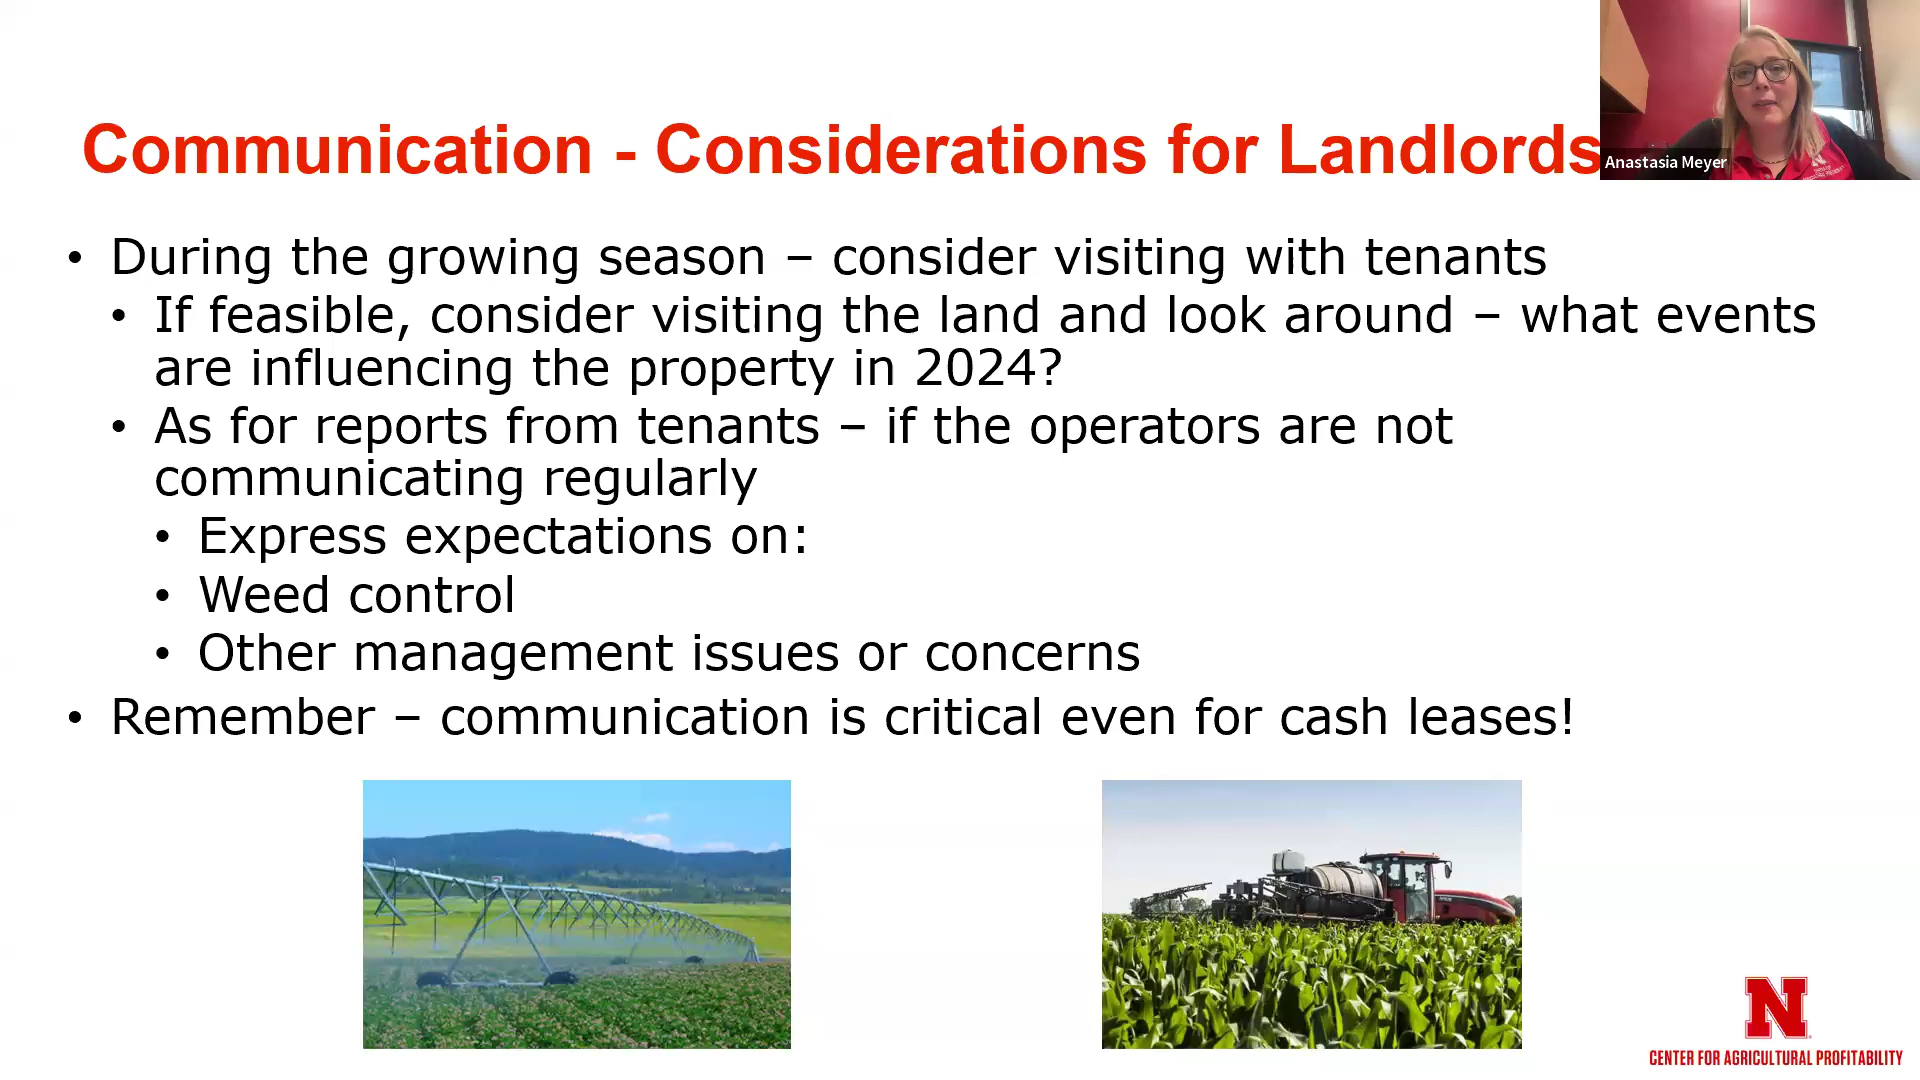 Communication - Considerations for Landlords
Anastasia Meyer
• During the growing season – consider visiting with tenants
• If feasible, consider visiting the land and look around – what events
are influencing the property in 2024?
• As for reports from tenants – if the operators are not
communicating regularly
• Express expectations on:
• Weed control
• Other management issues or concerns
• Remember – communication is critical even for cash leases!
N
CENTER FOR AGRICULTURAL PROFITABILITY